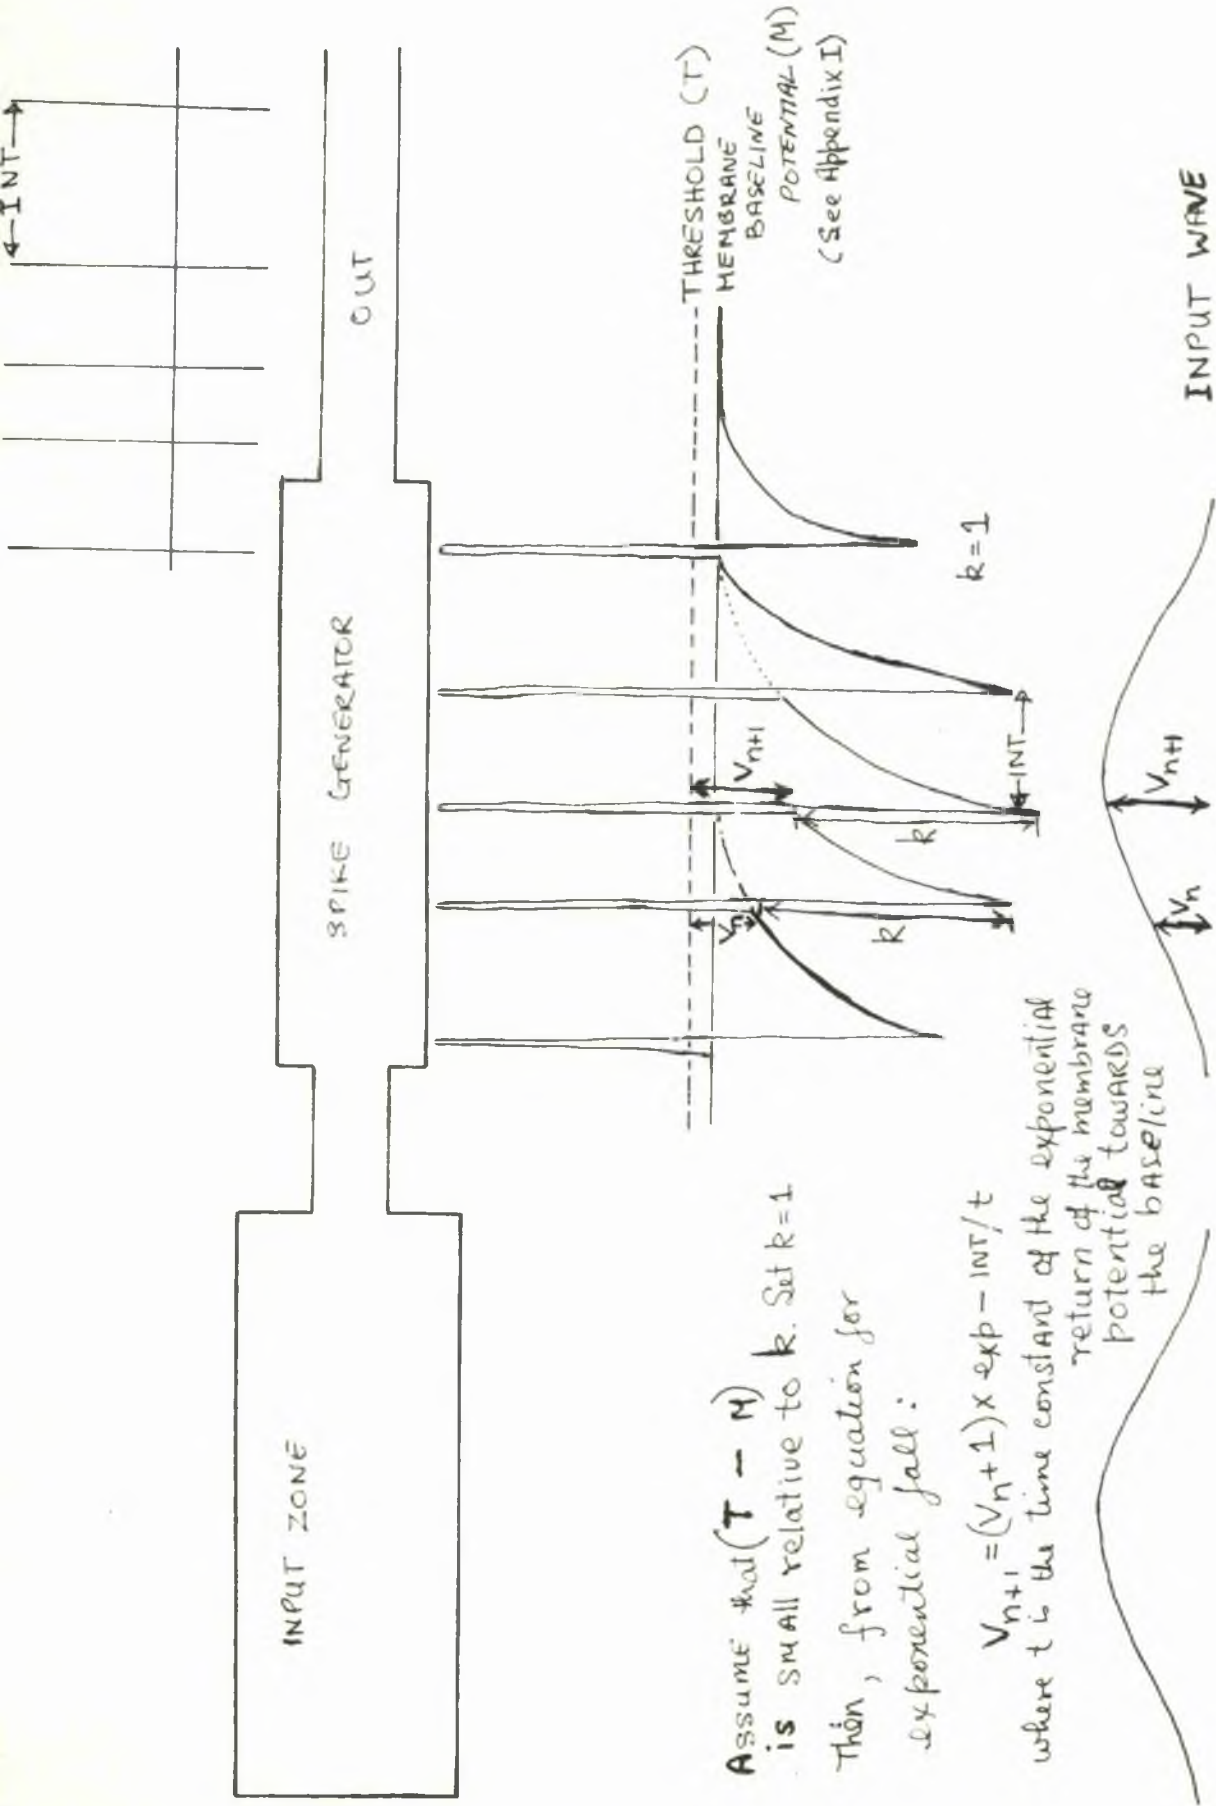 ←INT→
OUT
SPIKE GENERATOR
INPUT ZONE
THRESHOLD (T)
MEMBRANE
BASELINE
POTENTIAL (M)
(See Appendix I)
Vn
Vn+1
k
k
←INT→
k=1
Assume that (T - M)
is small relative to k. Set k=1
Then, from equation for
exponential fall:
Vn+1 = (Vn+1) x exp - INT/t
where t is the time constant of the exponential
return of the membrane
potential towards
the baseline
Vn
Vn+1
INPUT WAVE